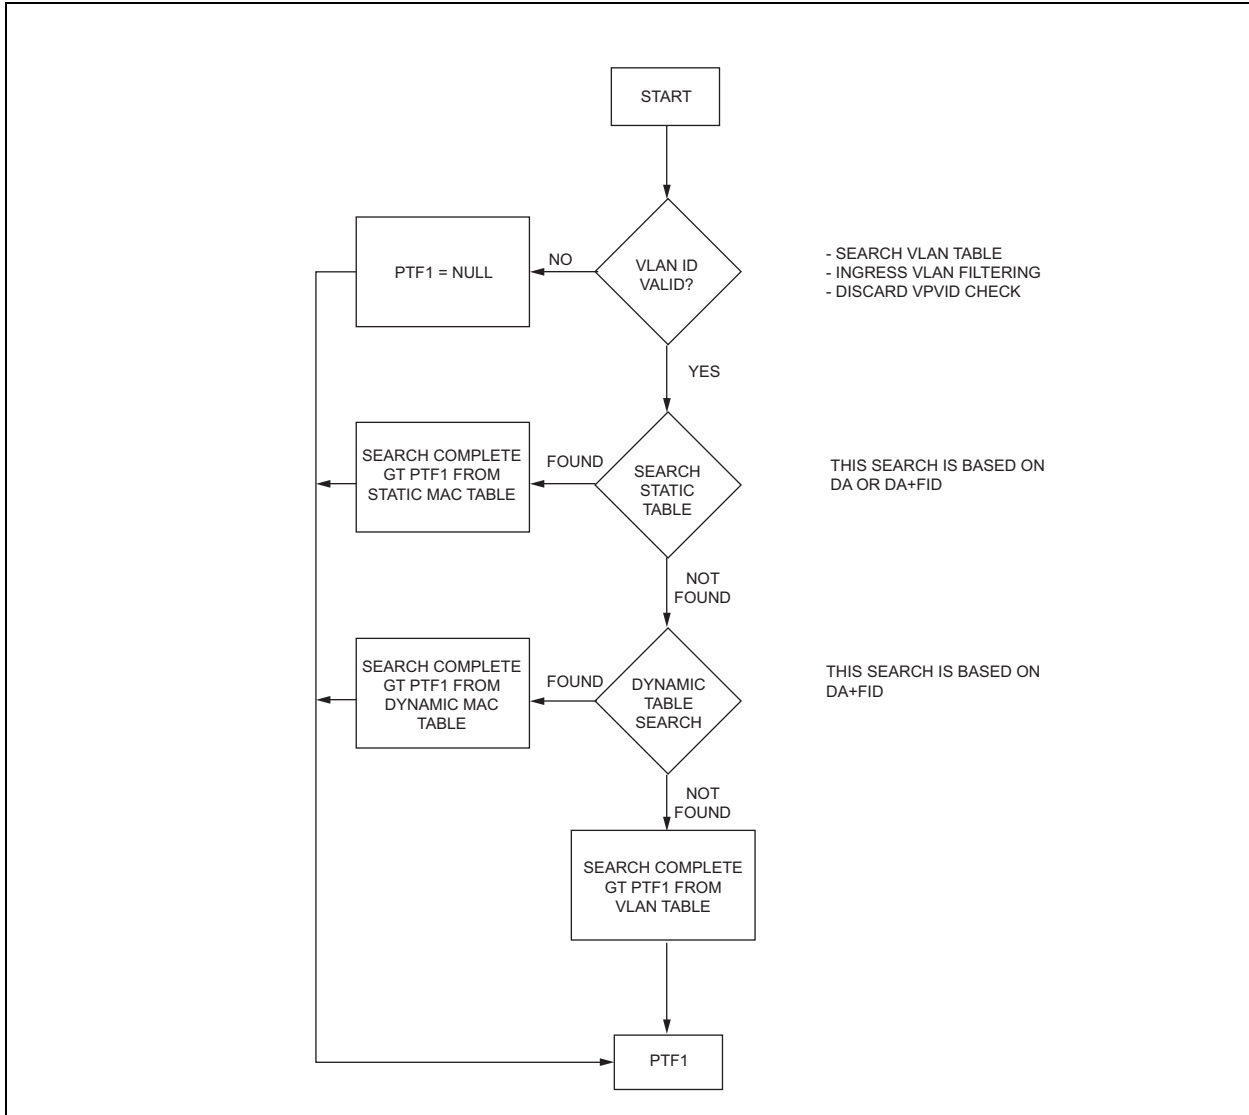 START
PTF1 = NULL
NO
VLAN ID
VALID?
- SEARCH VLAN TABLE
- INGRESS VLAN FILTERING
- DISCARD VPVID CHECK
YES
SEARCH COMPLETE
GT PTF1 FROM
STATIC MAC TABLE
FOUND
SEARCH
STATIC
TABLE
THIS SEARCH IS BASED ON
DA OR DA+FID
NOT
FOUND
SEARCH COMPLETE
GT PTF1 FROM
DYNAMIC MAC
TABLE
FOUND
DYNAMIC
TABLE
SEARCH
THIS SEARCH IS BASED ON
DA+FID
NOT
FOUND
SEARCH COMPLETE
GT PTF1 FROM
VLAN TABLE
PTF1